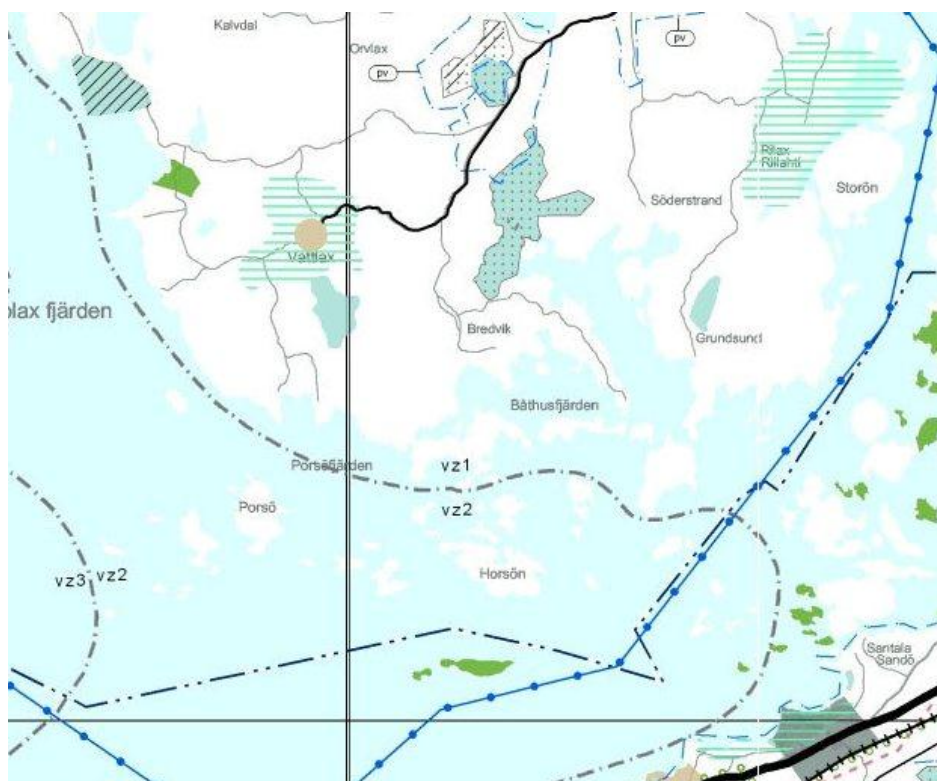 Kalvdal
Orvlax
pv
pv
Rilax
Riilahti
Storön
Söderstrand
Vättlax
olax fjärden
Bredvik
Grundsund
Båthusfjärden
Porsöfjärden
vz1
vz2
Porsö
Horsön
vz3
vz2
Santala
Sandö